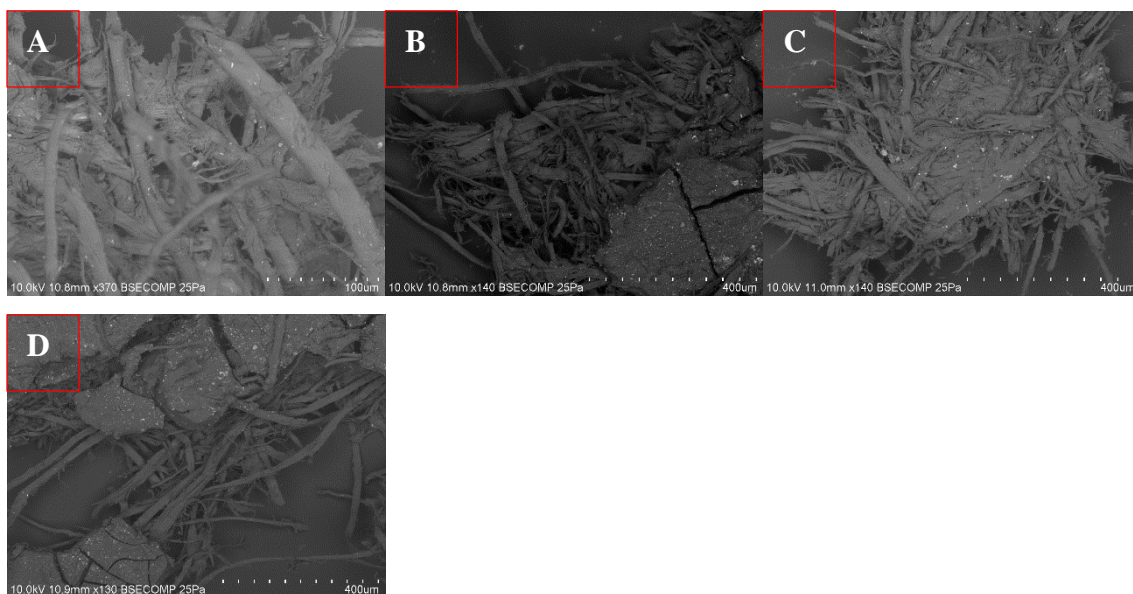 A
B
C
10.0kV 10.8mm x370 BSECOMP 25Pa
100um
10.0kV 10.8mm x140 BSECOMP 25Pa
400um
10.0kV 11.0mm x140 BSECOMP 25Pa
400um
D
10.0kV 10.9mm x130 BSECOMP 25Pa
400um